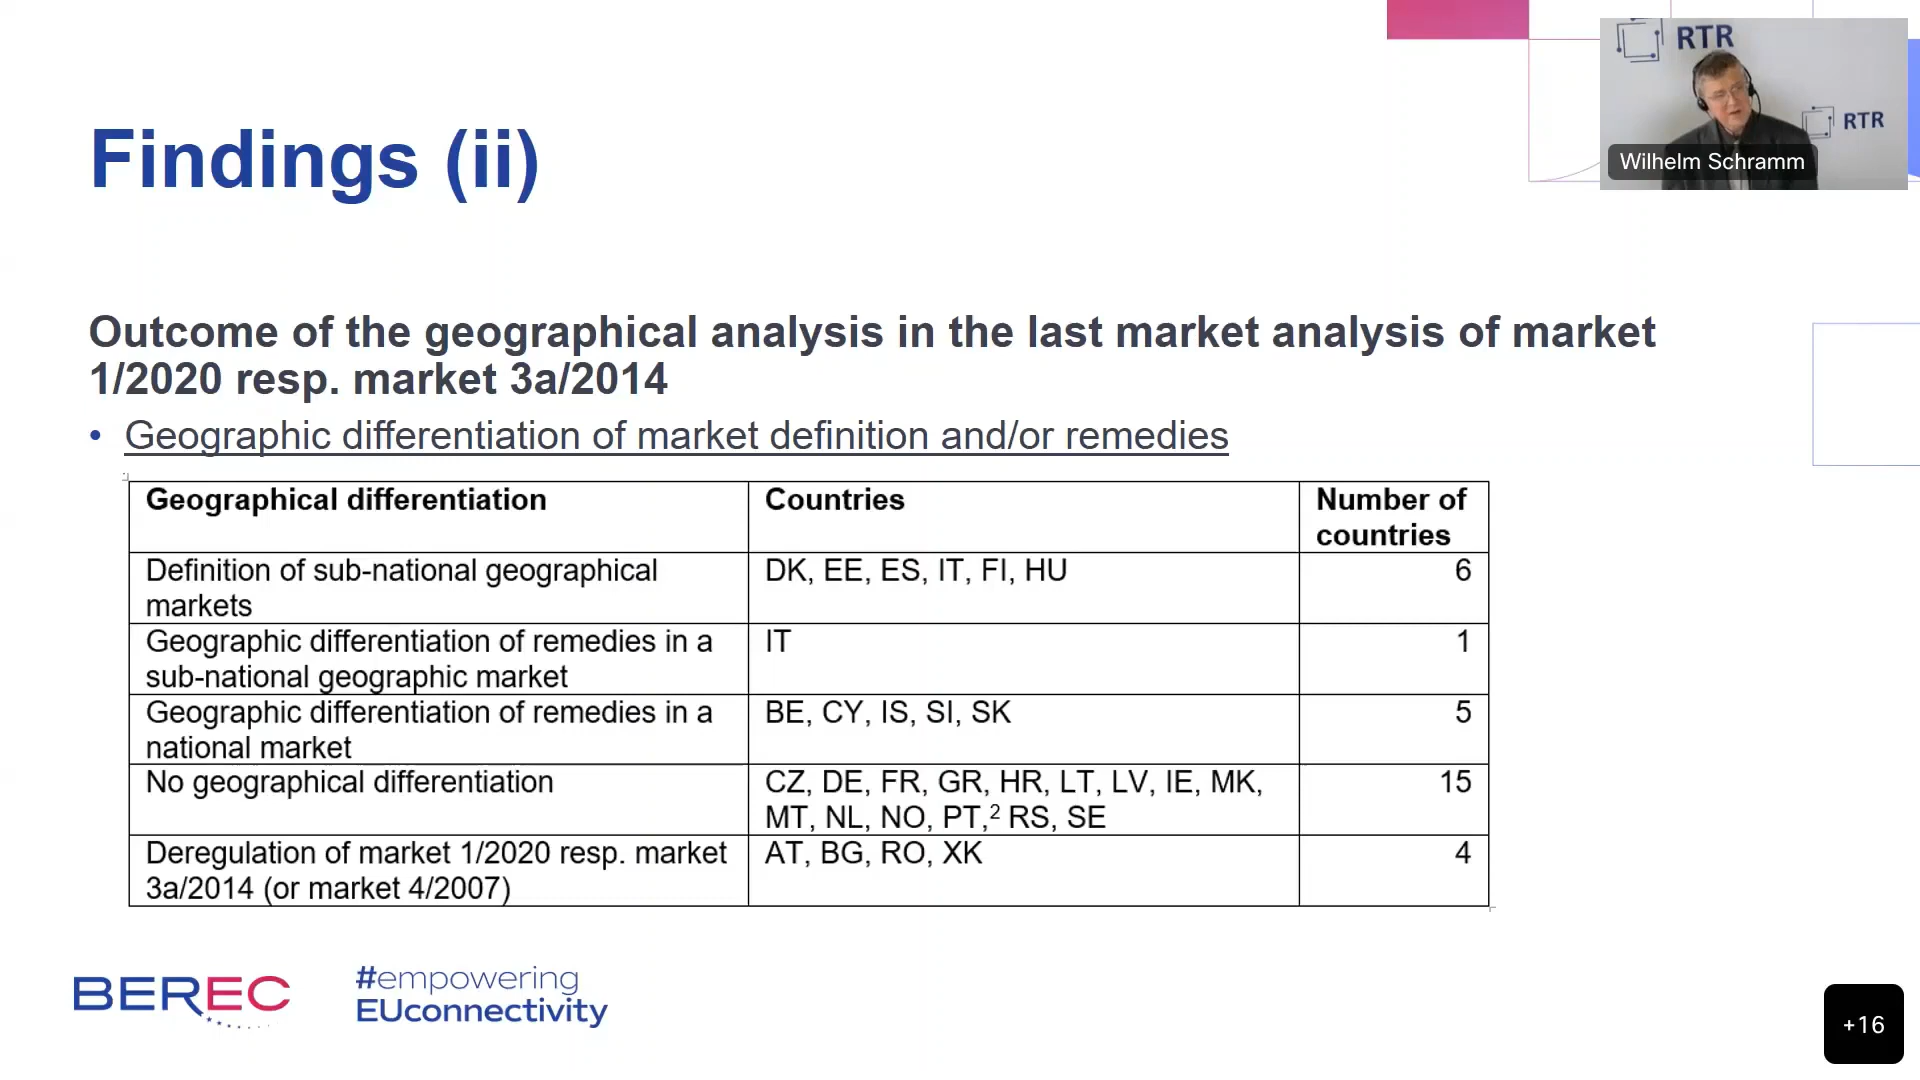 RTR
RTR
Wilhelm Schramm
Findings (ii)
Outcome of the geographical analysis in the last market analysis of market
1/2020 resp. market 3a/2014
• Geographic differentiation of market definition and/or remedies
Geographical differentiation
Countries
Number of
countries
Definition of sub-national geographical
markets
DK, EE, ES, IT, FI, HU
6
Geographic differentiation of remedies in a
sub-national geographic market
IT
1
Geographic differentiation of remedies in a
national market
BE, CY, IS, SI, SK
5
No geographical differentiation
CZ, DE, FR, GR, HR, LT, LV, IE, MK,
MT, NL, NO, PT,² RS, SE
15
Deregulation of market 1/2020 resp. market
3a/2014 (or market 4/2007)
AT, BG, RO, XK
4
BEREC
#empowering
EUconnectivity
+16